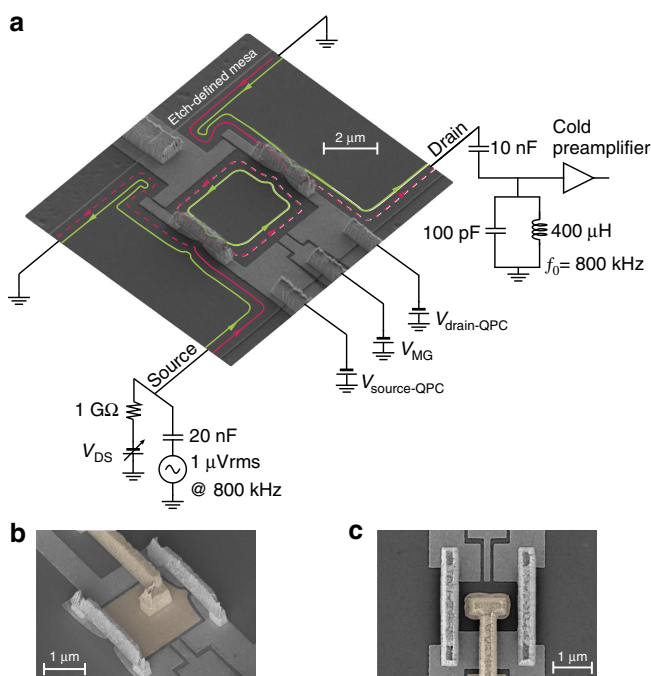 a
Etch-defined mesa
2 μm
Drain
10 nF
Cold
preamplifier
100 pF
400 μH
f0= 800 kHz
Vdrain-QPC
VMG
Vsource-QPC
Source
1 GΩ
VDS
20 nF
1 μVrms
@ 800 kHz
b
1 μm
c
1 μm